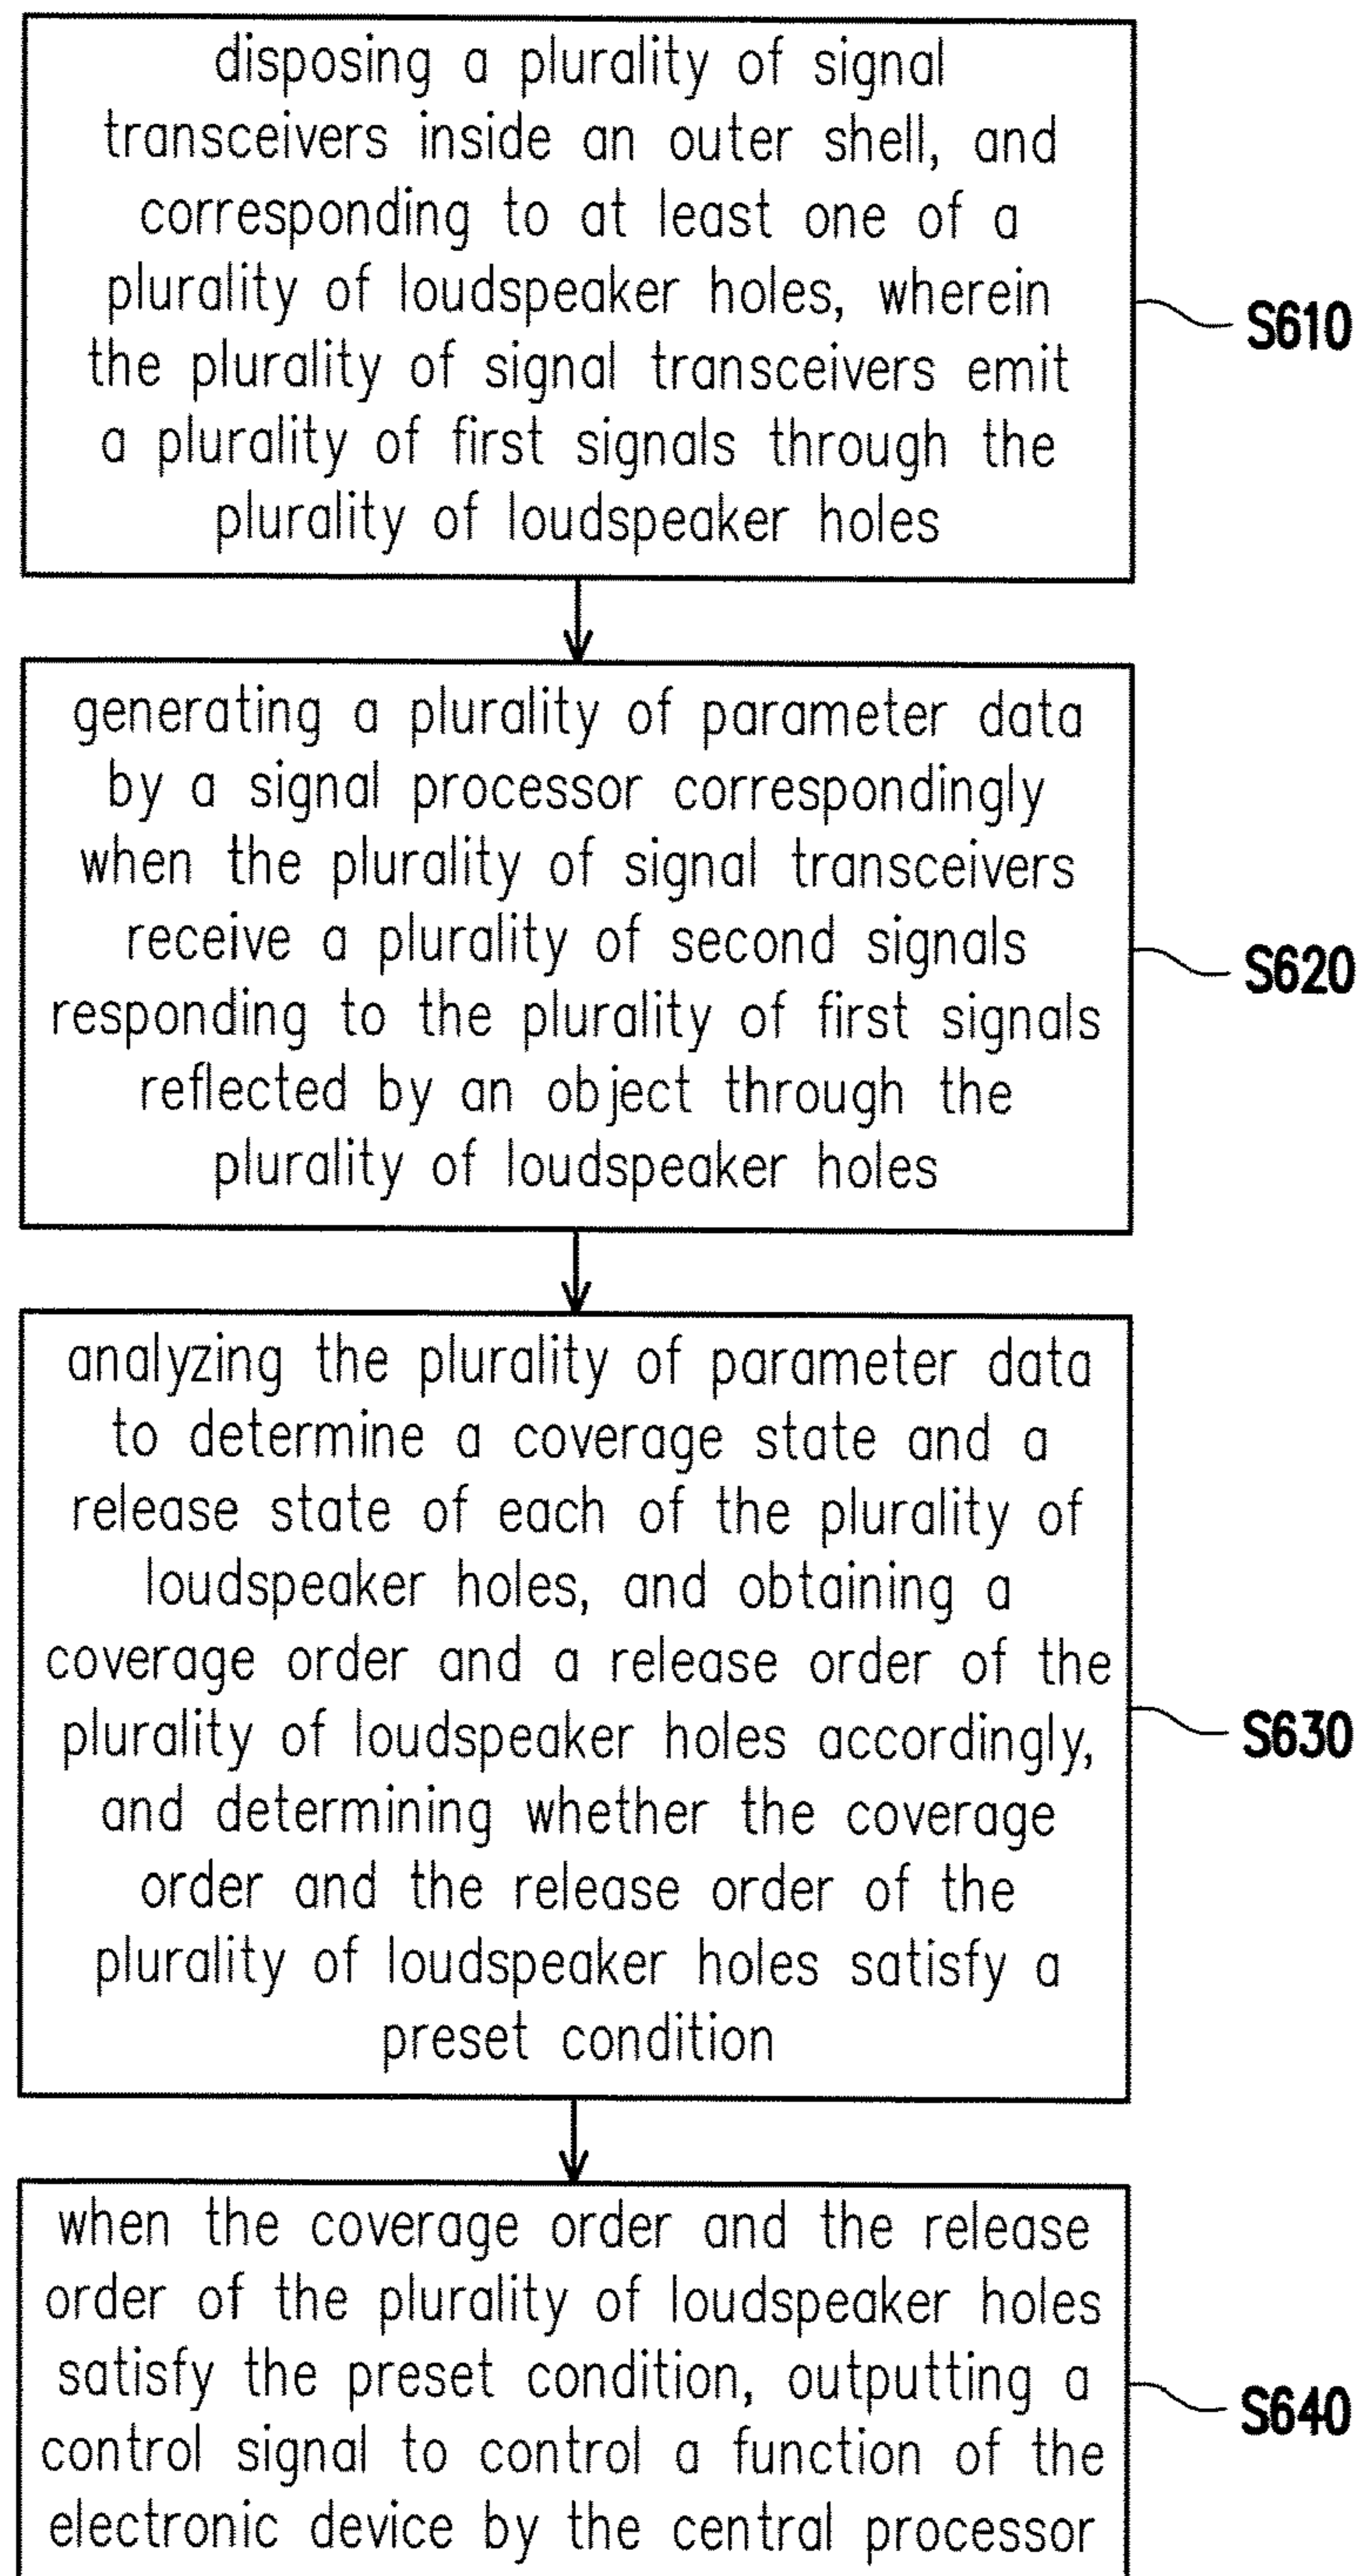 disposing a plurality of signal
transceivers inside an outer shell, and
corresponding to at least one of a
plurality of loudspeaker holes, wherein
the plurality of signal transceivers emit
a plurality of first signals through the
plurality of loudspeaker holes
S610
generating a plurality of parameter data
by a signal processor correspondingly
when the plurality of signal transceivers
receive a plurality of second signals
responding to the plurality of first signals
reflected by an object through the
plurality of loudspeaker holes
S620
analyzing the plurality of parameter data
to determine a coverage state and a
release state of each of the plurality of
loudspeaker holes, and obtaining a
coverage order and a release order of the
plurality of loudspeaker holes accordingly,
and determining whether the coverage
order and the release order of the
plurality of loudspeaker holes satisfy a
preset condition
S630
when the coverage order and the release
order of the plurality of loudspeaker holes
satisfy the preset condition, outputting a
control signal to control a function of the
electronic device by the central processor
S640